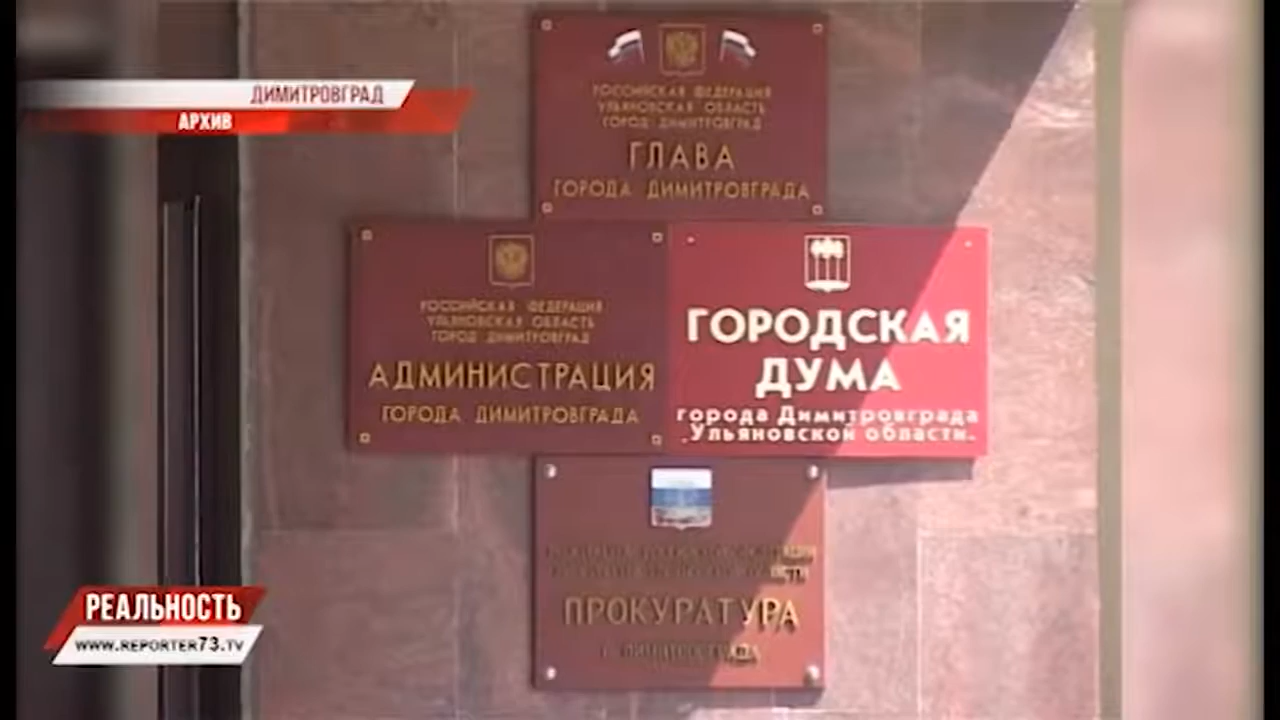 ДИМИТРОВГРАД
АРХИВ
РОССИЙСКАЯ ФЕДЕРАЦИЯ
УЛЬЯНОВСКАЯ ОБЛАСТЬ
ГОРОД ДИМИТРОВГРАД
ГЛАВА
ГОРОДА ДИМИТРОВГРАДА
РОССИЙСКАЯ ФЕДЕРАЦИЯ
УЛЬЯНОВСКАЯ ОБЛАСТЬ
ГОРОД ДИМИТРОВГРАД
АДМИНИСТРАЦИЯ
ГОРОДА ДИМИТРОВГРАДА
ГОРОДСКАЯ
ДУМА
города Димитровграда
Ульяновской области
ПРОКУРАТУРА
Г. ДИМИТРОВГРАДА
РЕАЛЬНОСТЬ
WWW.REPORTER73.TV